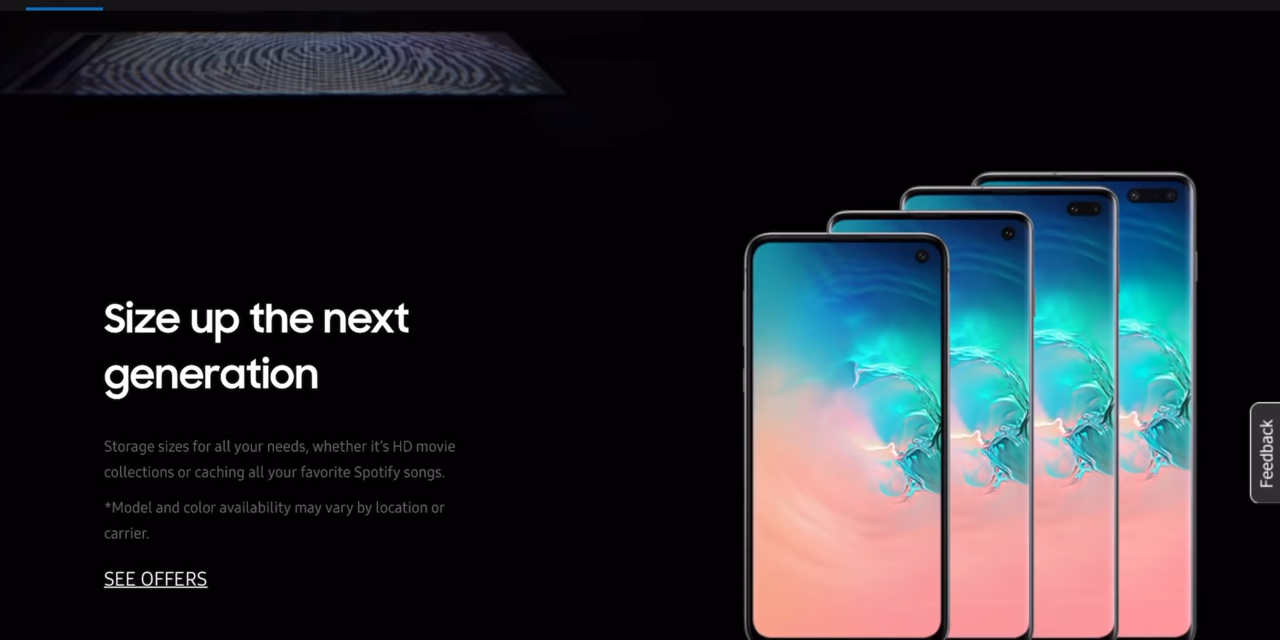 Size up the next
generation
Storage sizes for all your needs, whether it's HD movie
collections or caching all your favorite Spotify songs.
*Model and color availability may vary by location or
carrier.
SEE OFFERS
Feedback